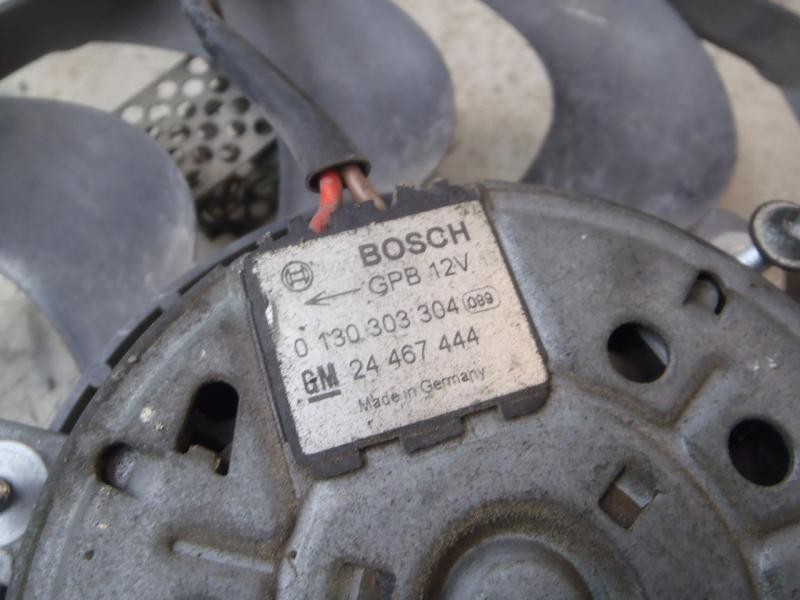 BOSCH
GPB 12V
0 130 303 304 099
GM 24 467 444
Made in Germany